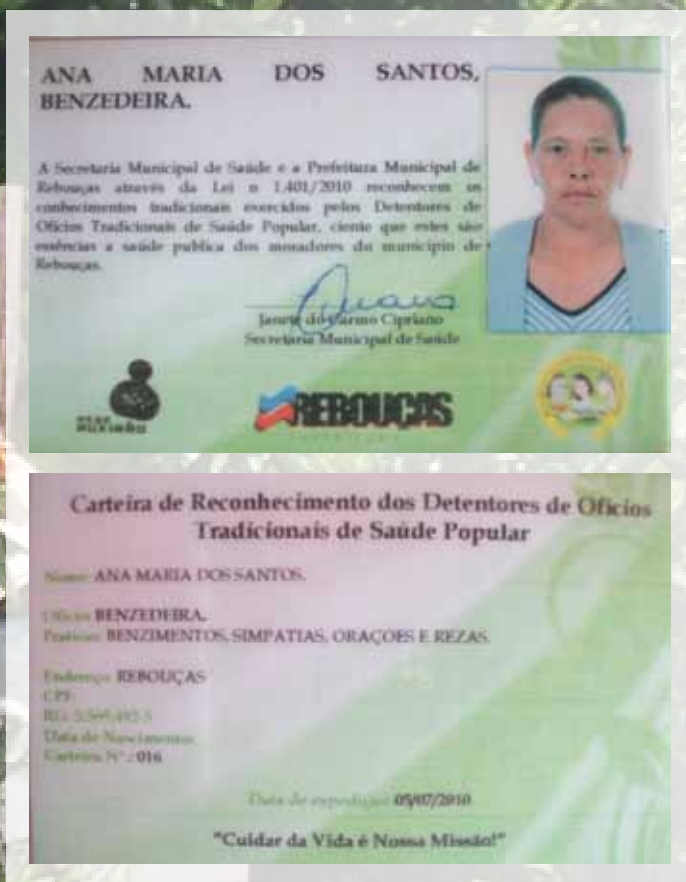 ANA MARIA DOS SANTOS,
BENZEDEIRA.
A Secretaria Municipal de Saúde e a Prefeitura Municipal de
Rebouças através da Lei n 1.401/2010 reconhecem os
conhecimentos tradicionais exercidos pelos Detentores de
Ofícios Tradicionais de Saúde Popular, ciente que estes são
essências a saúde publica dos moradores do município de
Rebouças.
Janete do Carmo Cipriano
Secretaria Municipal de Saúde
REBOUÇAS
Carteira de Reconhecimento dos Detentores de Ofícios
Tradicionais de Saúde Popular
Nome: ANA MARIA DOS SANTOS.
Ofício: BENZEDEIRA.
Praticas: BENZIMENTOS, SIMPATIAS, ORAÇOES E REZAS.
Endereço: REBOUÇAS
CPF:
RG:
Data de Nascimento:
Carteira Nº.: 016
Data de expedição: 05/07/2010
"Cuidar da Vida é Nossa Missão!"